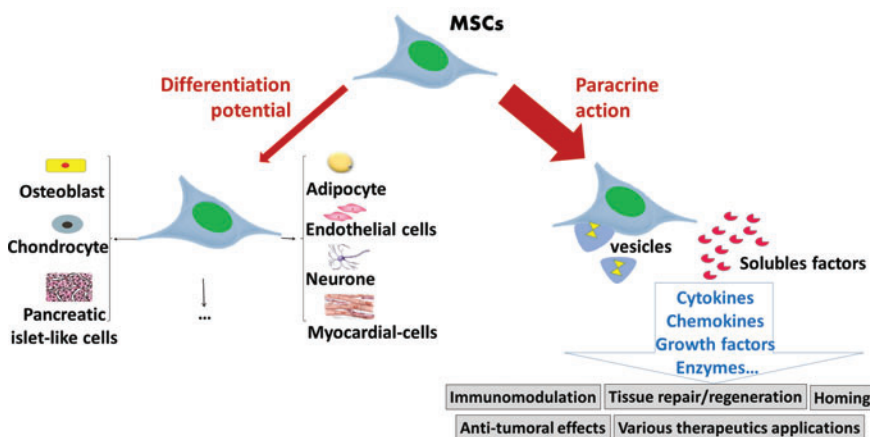 MSCs
Differentiation
potential
Paracrine
action
Osteoblast
Chondrocyte
Pancreatic
islet-like cells
...
Adipocyte
Endothelial cells
Neurone
Myocardial-cells
vesicles
Solubles factors
Cytokines
Chemokines
Growth factors
Enzymes...
Immunomodulation
Tissue repair/regeneration
Homing
Anti-tumoral effects
Various therapeutics applications